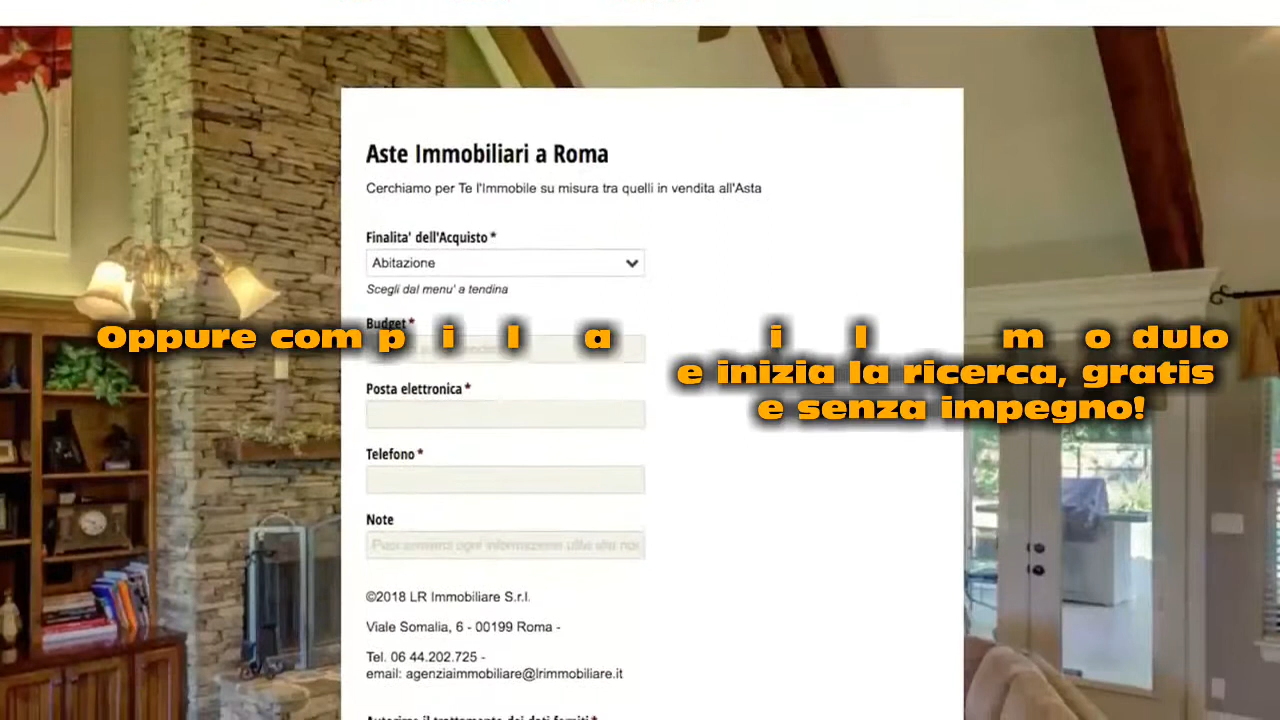 Aste Immobiliari a Roma
Cerchiamo per Te l'Immobile su misura tra quelli in vendita all'Asta
Finalita' dell'Acquisto *
Abitazione
Scegli dal menu' a tendina
Budget *
Oppure compila il modulo
e inizia la ricerca, gratis
e senza impegno!
Posta elettronica *
Telefono *
Note
©2018 LR Immobiliare S.r.l.
Viale Somalia, 6 - 00199 Roma -
Tel. 06 44.202.725 -
email: agenziaimmobiliare@lrimmobiliare.it